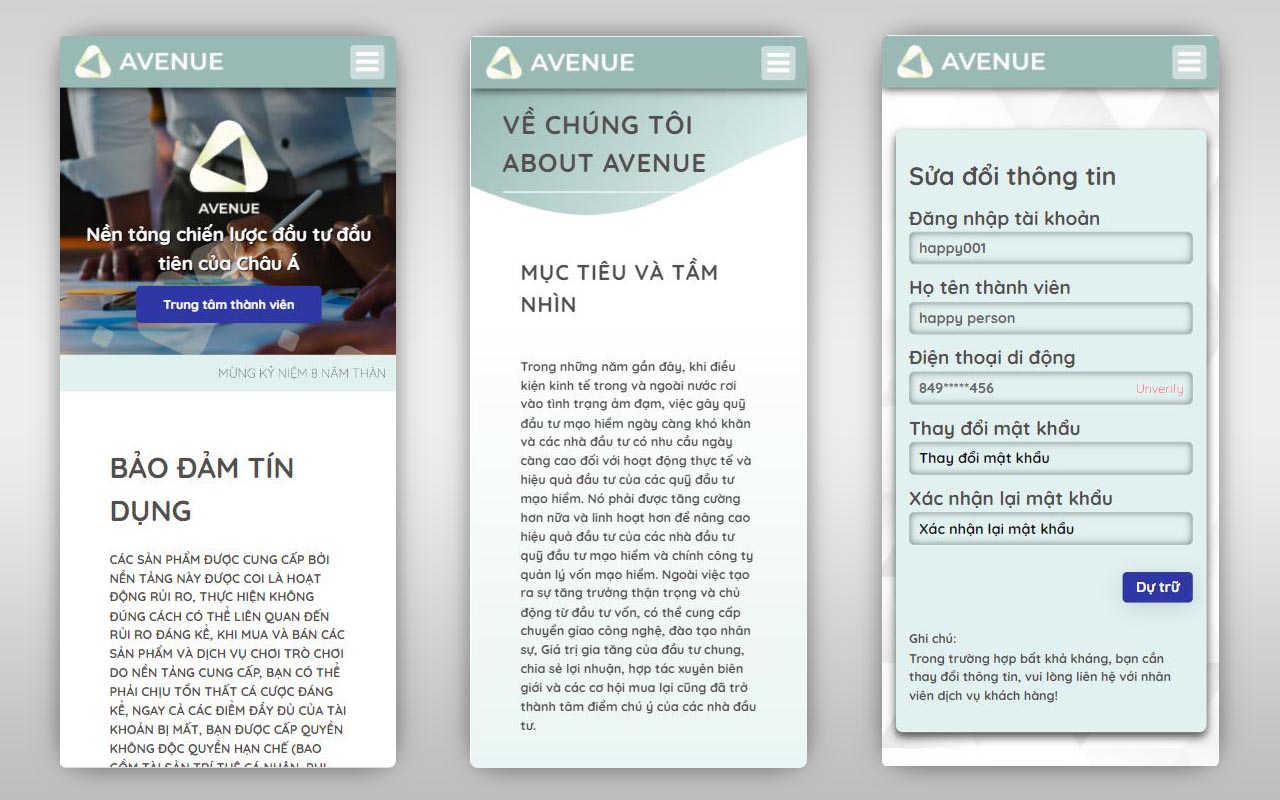 AVENUE
AVENUE
Nền tảng chiến lược đầu tư đầu
tiên của Châu Á
Trung tâm thành viên
MỪNG KỶ NIỆM 8 NĂM THÀN
BẢO ĐẢM TÍN
DỤNG
CÁC SẢN PHẨM ĐƯỢC CUNG CẤP BỞI
NỀN TẢNG NÀY ĐƯỢC COI LÀ HOẠT
ĐỘNG RỦI RO, THỰC HIỆN KHÔNG
ĐÚNG CÁCH CÓ THỂ LIÊN QUAN ĐẾN
RỦI RO ĐÁNG KỂ, KHI MUA VÀ BÁN CÁC
SẢN PHẨM VÀ DỊCH VỤ CHƠI TRÒ CHƠI
DO NỀN TẢNG CUNG CẤP, BẠN CÓ THỂ
PHẢI CHỊU TỔN THẤT CÁ CƯỢC ĐÁNG
KỂ, NGAY CẢ CÁC ĐIỂM ĐẦY ĐỦ CỦA TÀI
KHOẢN BỊ MẤT, BẠN ĐƯỢC CẤP QUYỀN
KHÔNG ĐỘC QUYỀN HẠN CHẾ (BAO
GỒM TÀI SẢN TRÍ TUỆ CÁ NHÂN, PHI
AVENUE
VỀ CHÚNG TÔI
ABOUT AVENUE
MỤC TIÊU VÀ TẦM
NHÌN
Trong những năm gần đây, khi điều
kiện kinh tế trong và ngoài nước rơi
vào tình trạng ảm đạm, việc gây quỹ
đầu tư mạo hiểm ngày càng khó khăn
và các nhà đầu tư có nhu cầu ngày
càng cao đối với hoạt động thực tế và
hiệu quả đầu tư của các quỹ đầu tư
mạo hiểm. Nó phải được tăng cường
hơn nữa và linh hoạt hơn để nâng cao
hiệu quả đầu tư của các nhà đầu tư
quỹ đầu tư mạo hiểm và chính công ty
quản lý vốn mạo hiểm. Ngoài việc tạo
ra sự tăng trưởng thận trọng và chủ
động từ đầu tư vốn, có thể cung cấp
chuyển giao công nghệ, đào tạo nhân
sự, Giá trị gia tăng của đầu tư chung,
chia sẻ lợi nhuận, hợp tác xuyên biên
giới và các cơ hội mua lại cũng đã trở
thành tâm điểm chú ý của các nhà đầu
tư.
AVENUE
Sửa đổi thông tin
Đăng nhập tài khoản
happy001
Họ tên thành viên
happy person
Điện thoại di động
849*****456 Unverify
Thay đổi mật khẩu
Thay đổi mật khẩu
Xác nhận lại mật khẩu
Xác nhận lại mật khẩu
Dự trữ
Ghi chú:
Trong trường hợp bất khả kháng, bạn cần
thay đổi thông tin, vui lòng liên hệ với nhân
viên dịch vụ khách hàng!